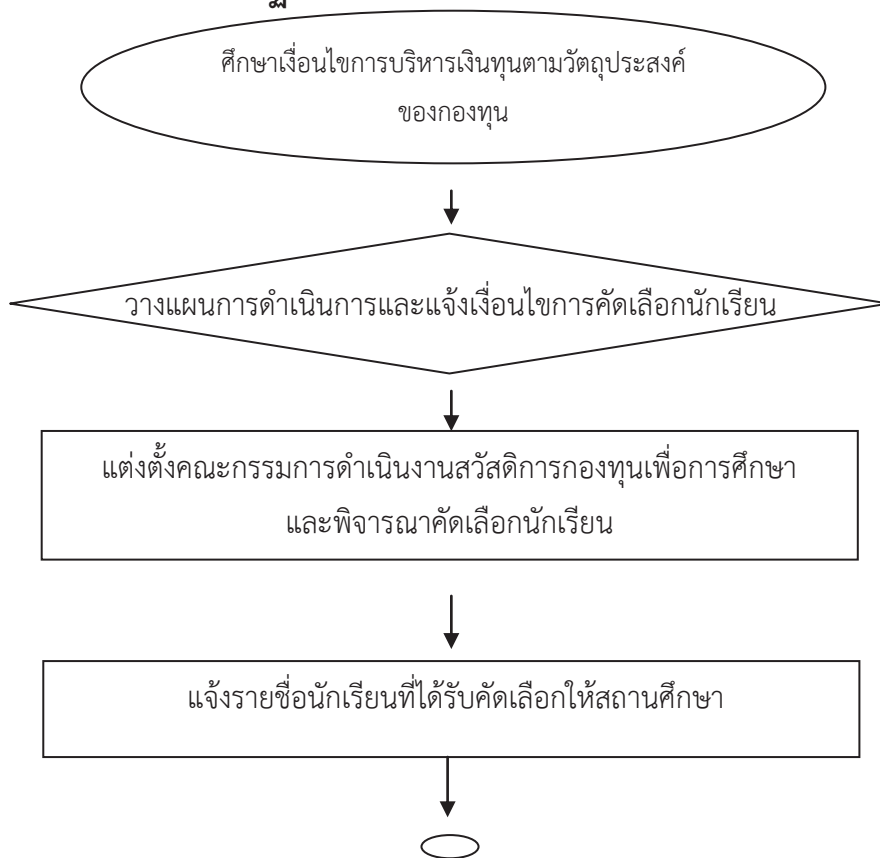 ศึกษาเงื่อนไขการบริหารเงินทุนตามวัตถุประสงค์
ของกองทุน
วางแผนการดำเนินการและแจ้งเงื่อนไขการคัดเลือกนักเรียน
แต่งตั้งคณะกรรมการดำเนินงานสวัสดิการกองทุนเพื่อการศึกษา
และพิจารณาคัดเลือกนักเรียน
แจ้งรายชื่อนักเรียนที่ได้รับคัดเลือกให้สถานศึกษา